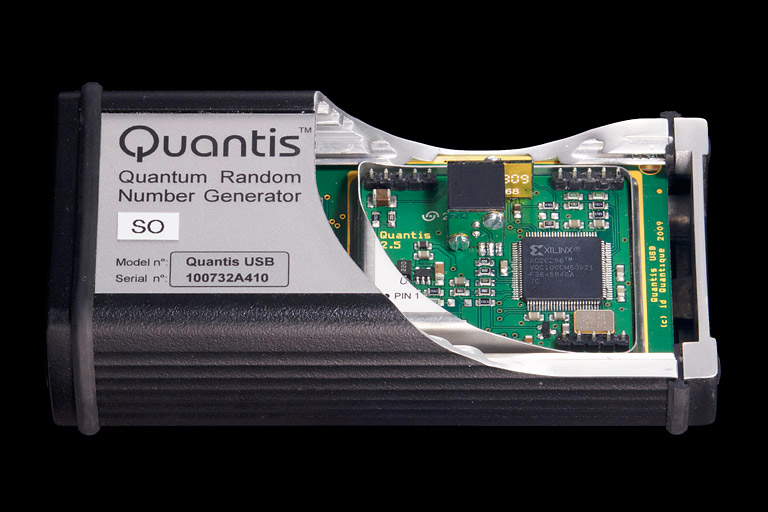 Quantis™
Quantum Random
Number Generator
SO
Model n°: Quantis USB
Serial n°: 100732A410
Quantis
2.5
PIN 1
XILINX®
XC2C256™
Quantis USB
(c) id Quantique 2009